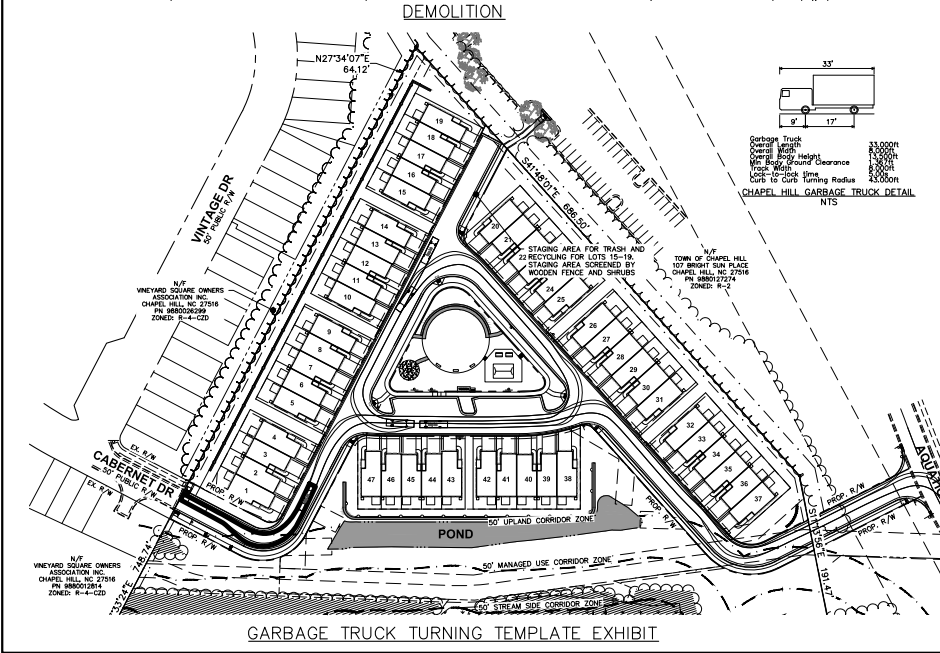 DEMOLITION
N27°34'07"E
64.12'
33'
9' 17'
Garbage Truck
Overall Length 33.000ft
Overall Width 8.000ft
Overall Body Height 13.500ft
Min Body Ground Clearance 1.367ft
Track Width 8.000ft
Lock-to-lock time 5.00s
Curb to Curb Turning Radius 43.000ft
CHAPEL HILL GARBAGE TRUCK DETAIL
NTS
VINTAGE DR
50' PUBLIC R/W
S41°48'01"E 686.50'
19
18
17
16
15
14
13
12
11
10
9
8
7
6
5
4
3
2
1
20
21
22
STAGING AREA FOR TRASH AND
RECYCLING FOR LOTS 15-19.
STAGING AREA SCREENED BY
WOODEN FENCE AND SHRUBS
24
25
26
27
28
29
30
31
32
33
34
35
36
37
N/F
TOWN OF CHAPEL HILL
107 BRIGHT SUN PLACE
CHAPEL HILL, NC 27516
PN 9880127274
ZONED: R-2
N/F
VINEYARD SQUARE OWNERS
ASSOCIATION INC.
CHAPEL HILL, NC 27516
PN 9880026299
ZONED: R-4-CZD
EX. R/W
CABERNET DR
50' PUBLIC R/W
EX. R/W
PROP. R/W
PROP. R/W
47 46 45 44 43 42 41 40 39 38
PROP. R/W
PROP. R/W
PROP. R/W
50' UPLAND CORRIDOR ZONE
POND
50' MANAGED USE CORRIDOR ZONE
50' STREAM SIDE CORRIDOR ZONE
N/F
VINEYARD SQUARE OWNERS
ASSOCIATION INC.
CHAPEL HILL, NC 27516
PN 9880012814
ZONED: R-4-CZD
33'24"E 748.74'
191.47
GARBAGE TRUCK TURNING TEMPLATE EXHIBIT